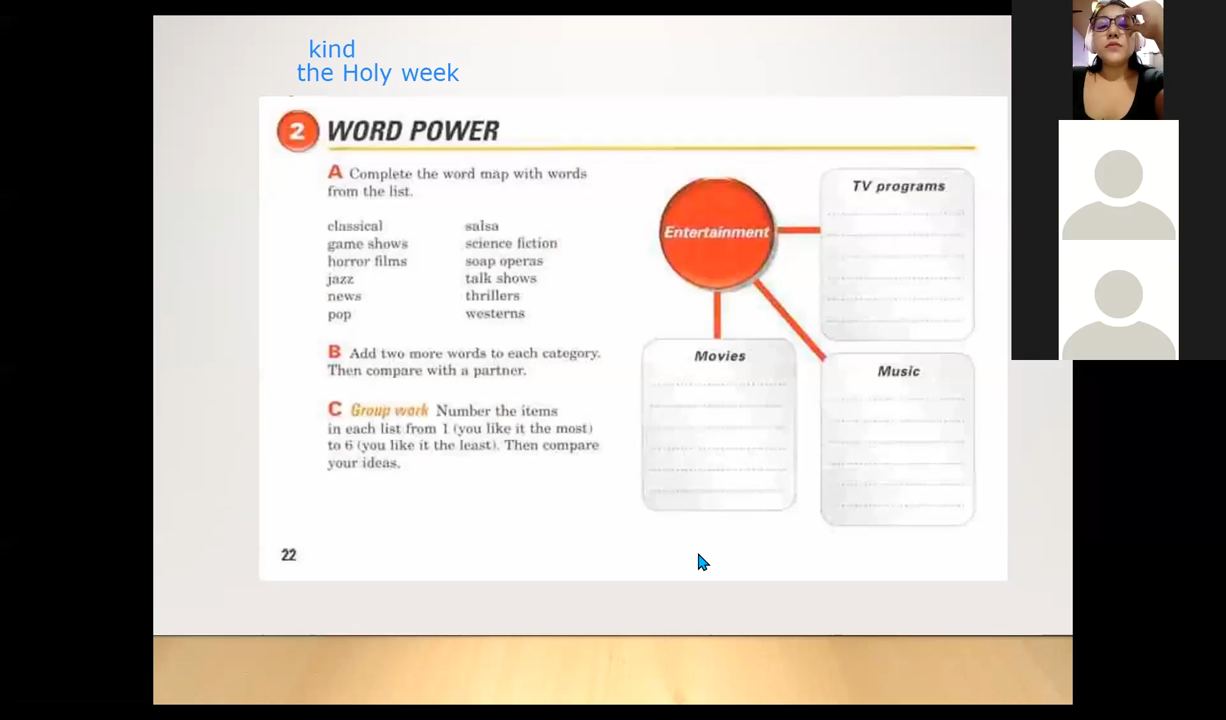 kind
the Holy week
2 WORD POWER
A Complete the word map with words
from the list.
classical
game shows
horror films
jazz
news
pop
salsa
science fiction
soap operas
talk shows
thrillers
westerns
B Add two more words to each category.
Then compare with a partner.
C Group work Number the items
in each list from 1 (you like it the most)
to 6 (you like it the least). Then compare
your ideas.
Entertainment
TV programs
Movies
Music
22